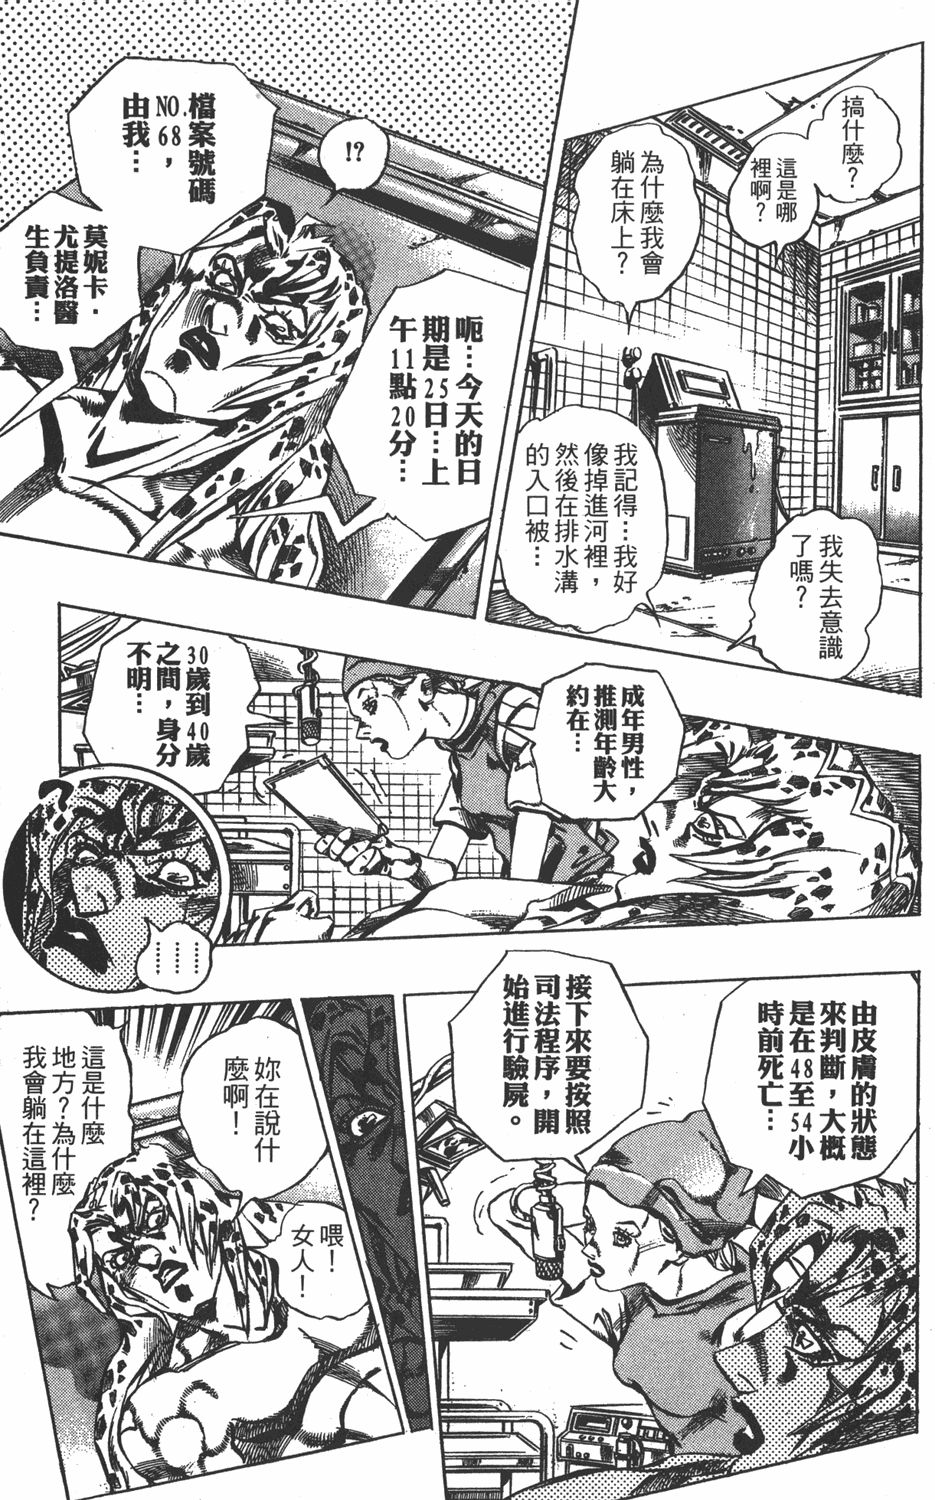 搞什麼？
這是哪
裡啊？
為什麼我會
躺在床上？
我記得…我好
像掉進河裡，
然後在排水溝
的入口被…
我失去意識
了嗎？
!?
檔案號碼
NO.68，
由我…
莫妮卡．
尤提洛醫
生負責…
呃…今天的日
期是25日…上
午11點20分…
成年男性，
推測年齡大
約在…
30歲到40歲
之間，身分
不明…
……
由皮膚的狀態
來判斷，大概
是在48至54小
時前死亡…
接下來要按照
司法程序，開
始進行驗屍。
妳在說什
麼啊！
喂！
女人！
這是什麼
地方？為什麼
我會躺在這裡？